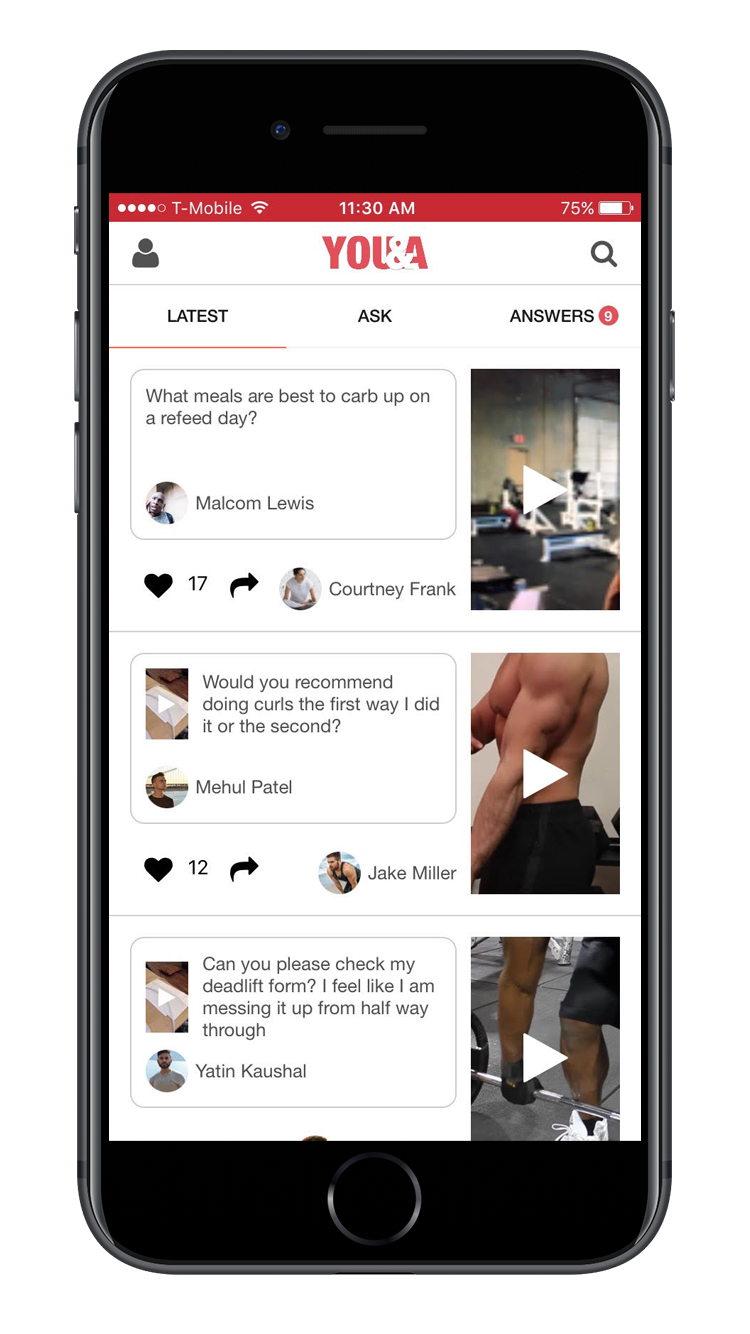 T-Mobile
11:30 AM
75%
YOU&A
LATEST
ASK
ANSWERS 9
What meals are best to carb up on
a refeed day?
Malcom Lewis
17
Courtney Frank
Would you recommend
doing curls the first way I did
it or the second?
Mehul Patel
12
Jake Miller
Can you please check my
deadlift form? I feel like I am
messing it up from half way
through
Yatin Kaushal